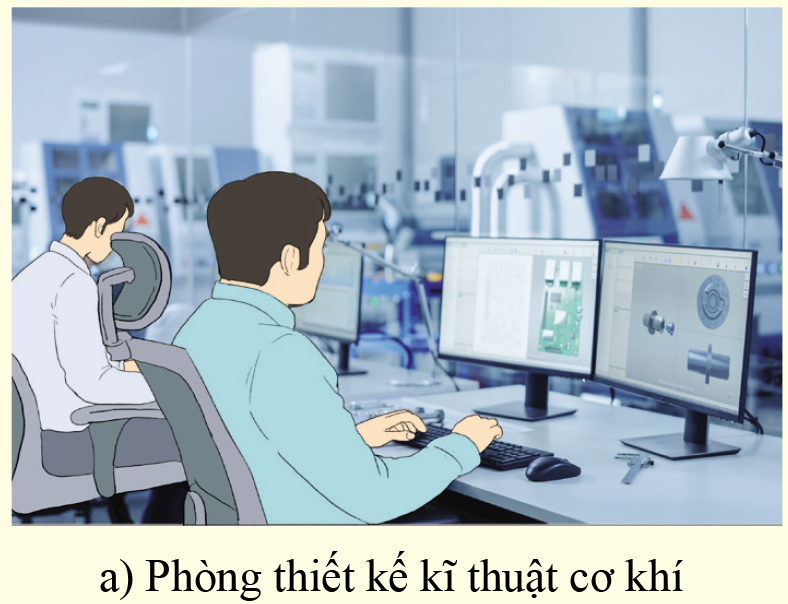 a) Phòng thiết kế kĩ thuật cơ khí